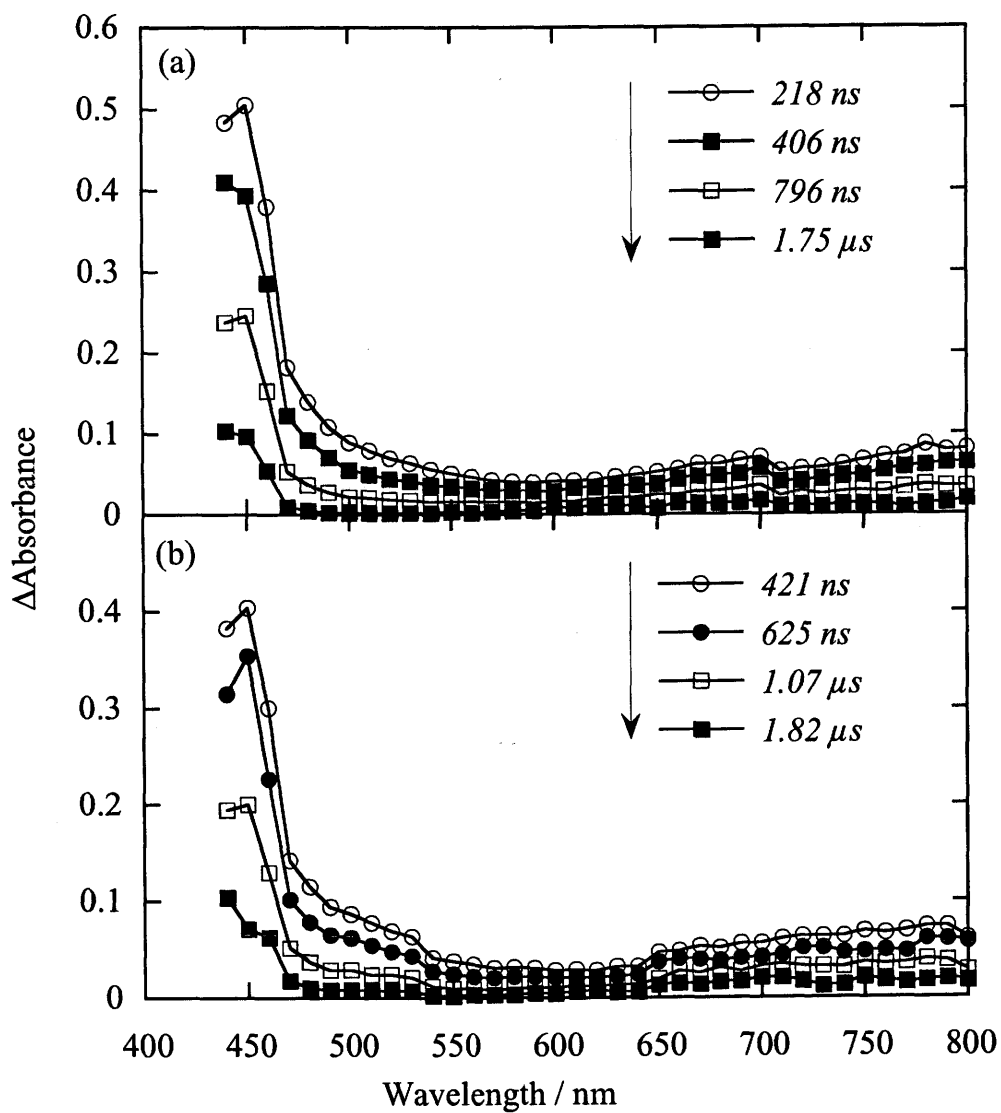 0.6
(a)
0.5
0.4
0.3
0.2
0.1
0
218 ns
406 ns
796 ns
1.75 μs
(b)
0.4
0.3
0.2
0.1
0
421 ns
625 ns
1.07 μs
1.82 μs
ΔAbsorbance
400 450 500 550 600 650 700 750 800
Wavelength / nm